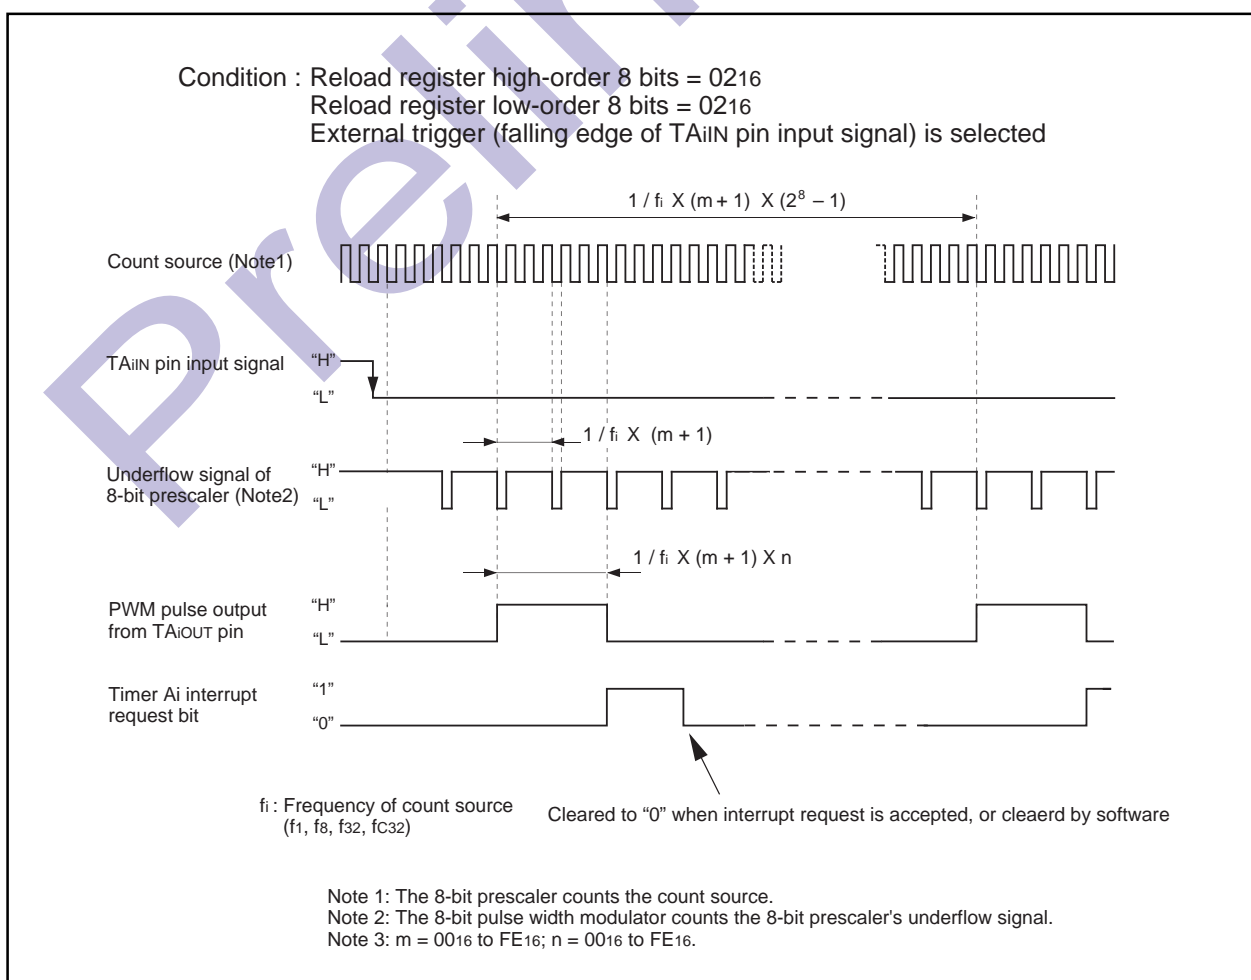 Condition : Reload register high-order 8 bits = 0216
Reload register low-order 8 bits = 0216
External trigger (falling edge of TAiIN pin input signal) is selected
1 / fi X (m + 1) X (2⁸ – 1)
Count source (Note1)
TAiIN pin input signal
“H”
“L”
1 / fi X (m + 1)
Underflow signal of
8-bit prescaler (Note2)
“H”
“L”
1 / fi X (m + 1) X n
PWM pulse output
from TAiOUT pin
“H”
“L”
Timer Ai interrupt
request bit
“1”
“0”
fi : Frequency of count source
(f1, f8, f32, fC32)
Cleared to “0” when interrupt request is accepted, or cleaerd by software
Note 1: The 8-bit prescaler counts the count source.
Note 2: The 8-bit pulse width modulator counts the 8-bit prescaler's underflow signal.
Note 3: m = 0016 to FE16; n = 0016 to FE16.
Prelin